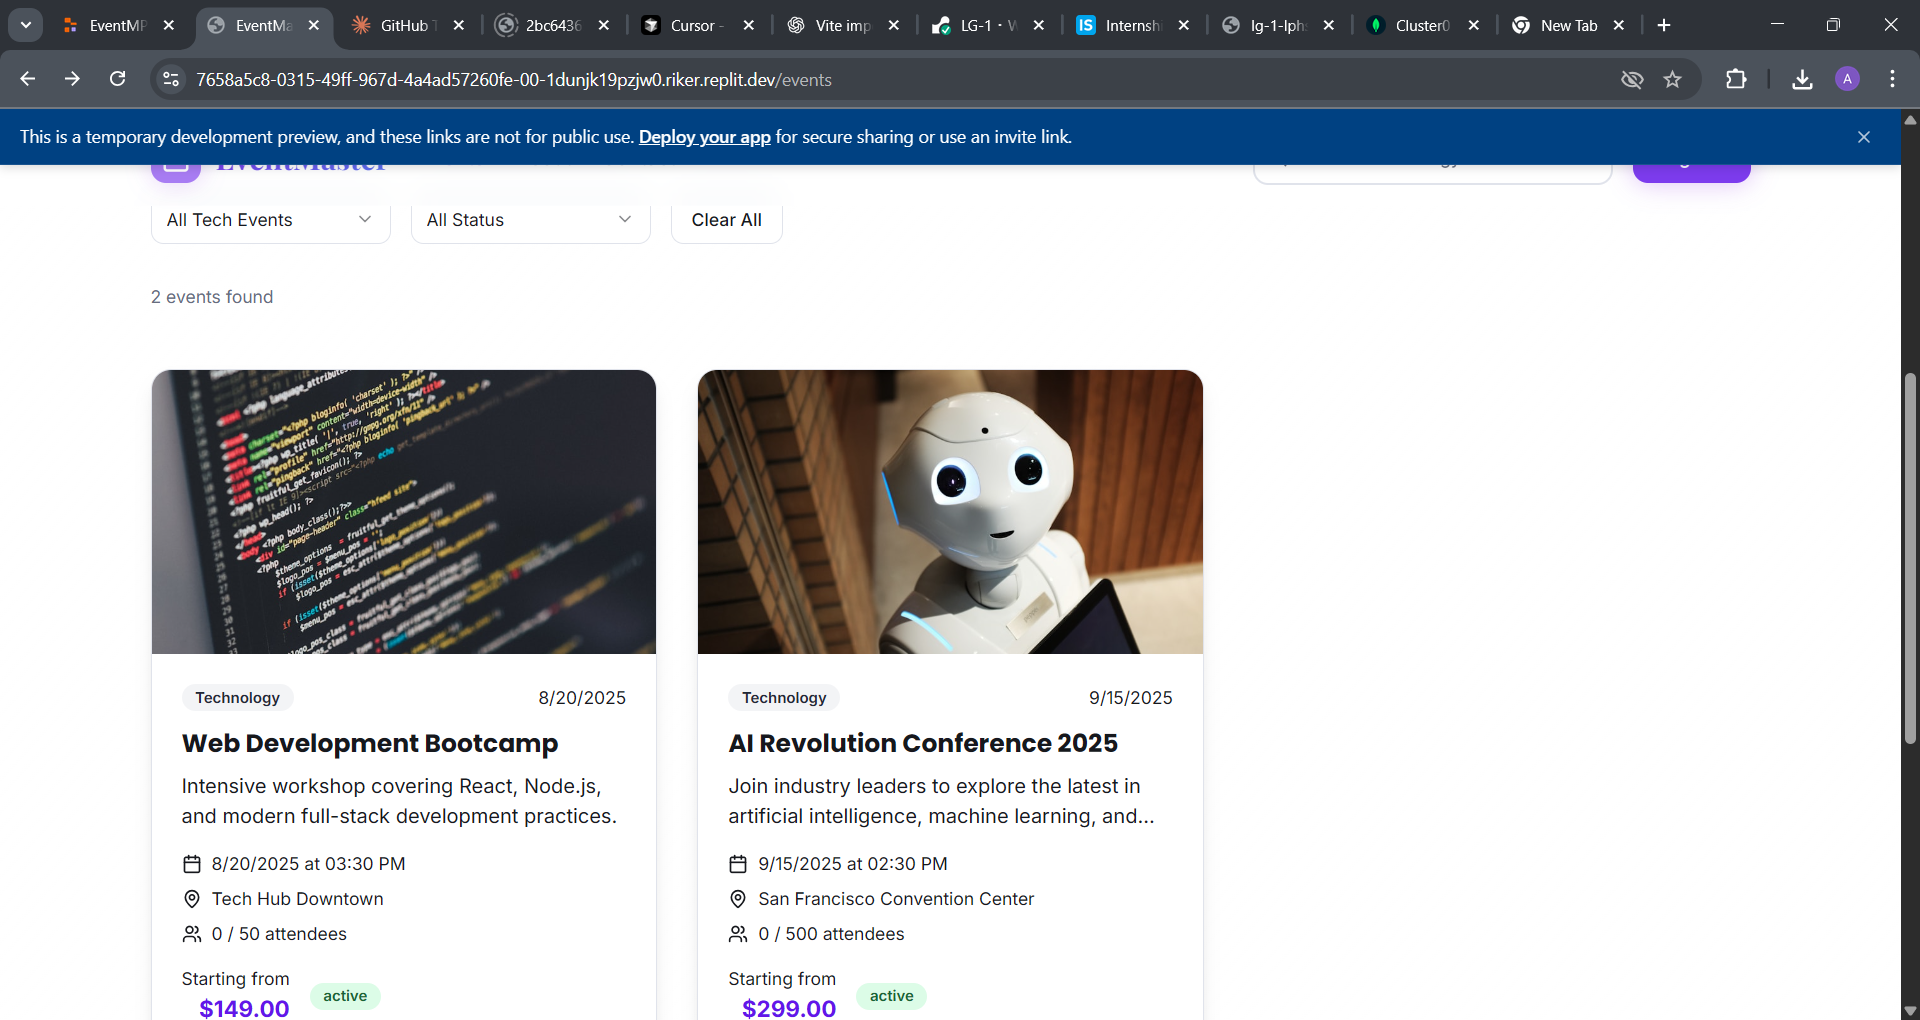 EventMP
EventMa
GitHub T
2bc6436
Cursor -
Vite imp
LG-1 · W
IS
Internshi
lg-1-lph
Cluster0
New Tab
7658a5c8-0315-49ff-967d-4a4ad57260fe-00-1dunjk19pzjw0.riker.replit.dev/events
A
This is a temporary development preview, and these links are not for public use. Deploy your app for secure sharing or use an invite link.
EventMaster
All Tech Events
All Status
Clear All
2 events found
Technology 8/20/2025
Web Development Bootcamp
Intensive workshop covering React, Node.js,
and modern full-stack development practices.
8/20/2025 at 03:30 PM
Tech Hub Downtown
0 / 50 attendees
Starting from
$149.00
active
Technology 9/15/2025
AI Revolution Conference 2025
Join industry leaders to explore the latest in
artificial intelligence, machine learning, and...
9/15/2025 at 02:30 PM
San Francisco Convention Center
0 / 500 attendees
Starting from
$299.00
active